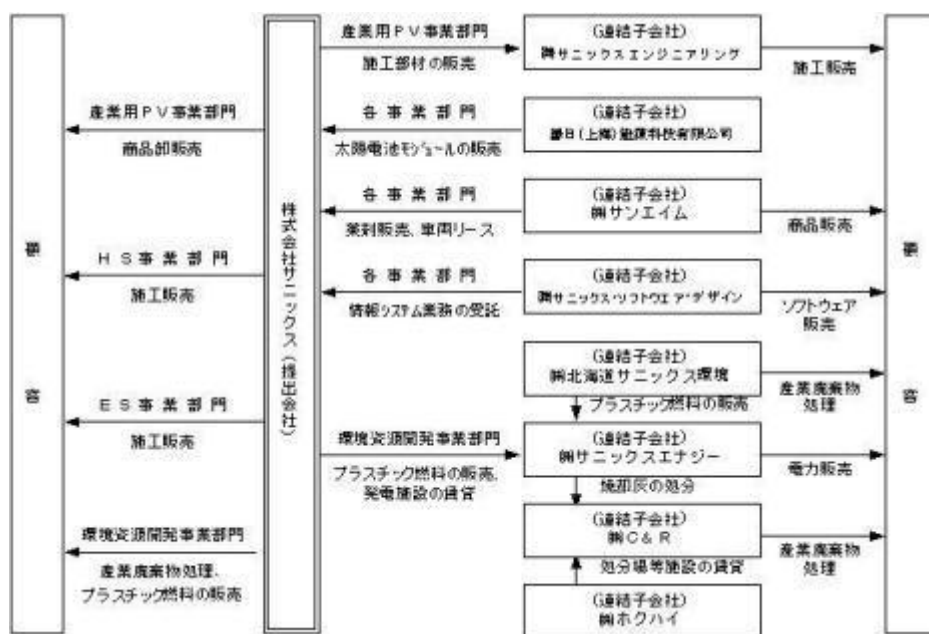 顧
客
産業用ＰＶ事業部門
商品卸販売
ＨＳ事業部門
施工販売
ＥＳ事業部門
施工販売
環境資源開発事業部門
産業廃棄物処理、
プラスチック燃料の販売
株式会社サニックス（提出会社）
産業用ＰＶ事業部門
施工部材の販売
各事業部門
太陽電池モジュールの販売
各事業部門
薬剤販売、車両リース
各事業部門
情報システム業務の受託
環境資源開発事業部門
プラスチック燃料の販売、
発電施設の賃貸
(連結子会社)
㈱サニックスエンジニアリング
(連結子会社)
(上海)能源科技有限公司
(連結子会社)
㈱サンエイム
(連結子会社)
㈱サニックス・ソフトウエア・デザイン
(連結子会社)
㈱北海道サニックス環境
プラスチック燃料の販売
(連結子会社)
㈱サニックスエナジー
焼却灰の処分
(連結子会社)
㈱Ｃ＆Ｒ
処分場等施設の賃貸
(連結子会社)
㈱ホクハイ
施工販売
商品販売
ソフトウェア
販売
産業廃棄物
処理
電力販売
産業廃棄物
処理
顧
客